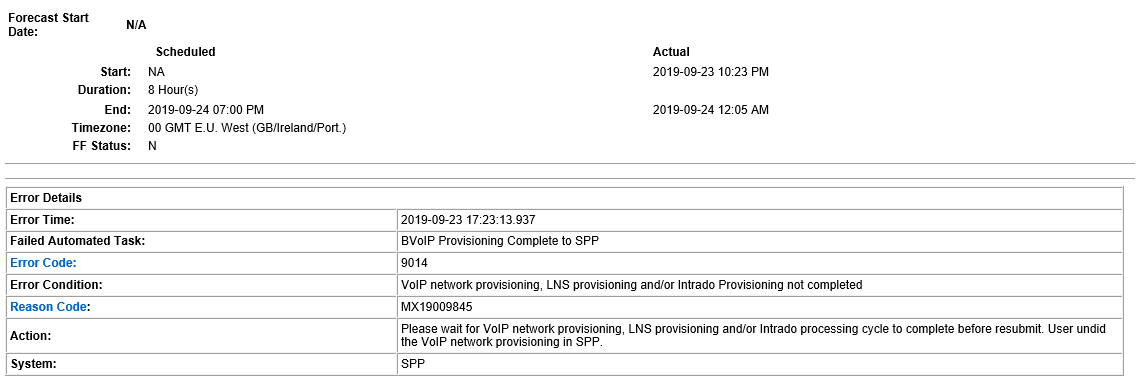 Forecast Start
Date: N/A
Scheduled Actual
Start: NA 2019-09-23 10:23 PM
Duration: 8 Hour(s)
End: 2019-09-24 07:00 PM 2019-09-24 12:05 AM
Timezone: 00 GMT E.U. West (GB/Ireland/Port.)
FF Status: N
Error Details
Error Time: 2019-09-23 17:23:13.937
Failed Automated Task: BVoIP Provisioning Complete to SPP
Error Code: 9014
Error Condition: VoIP network provisioning, LNS provisioning and/or Intrado Provisioning not completed
Reason Code: MX19009845
Action: Please wait for VoIP network provisioning, LNS provisioning and/or Intrado processing cycle to complete before resubmit. User undid
the VoIP network provisioning in SPP.
System: SPP